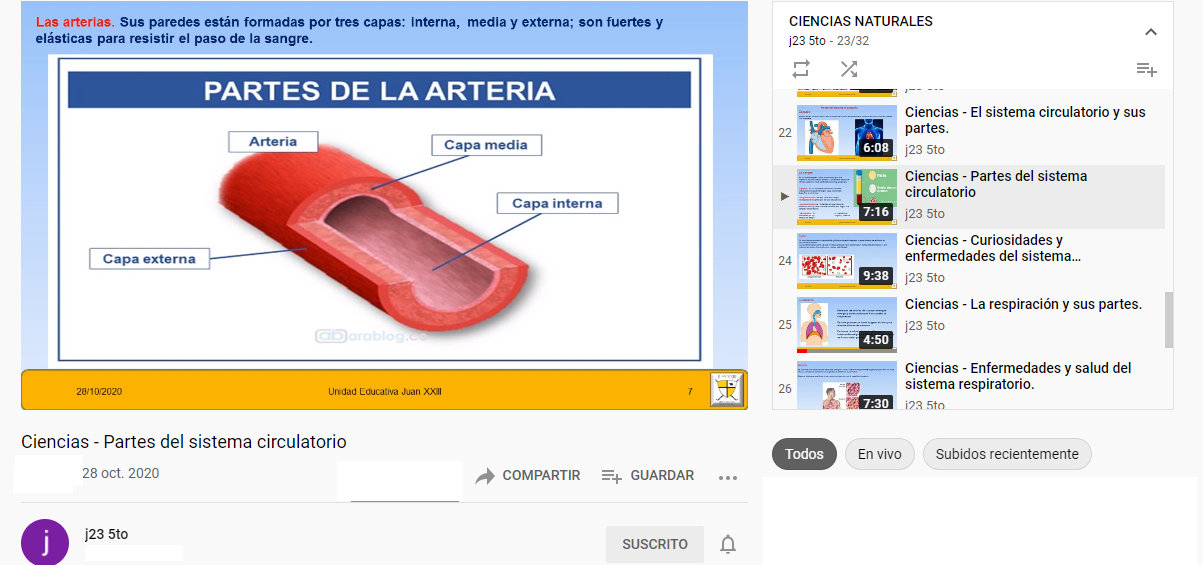 Las arterias. Sus paredes están formadas por tres capas: interna, media y externa; son fuertes y
elásticas para resistir el paso de la sangre.
PARTES DE LA ARTERIA
Arteria
Capa media
Capa interna
Capa externa
arablog.co
28/10/2020
Unidad Educativa Juan XXIII
7
Ciencias - Partes del sistema circulatorio
28 oct. 2020
COMPARTIR
GUARDAR
j
j23 5to
SUSCRITO
CIENCIAS NATURALES
j23 5to - 23/32
j23 5to
22
6:08
Ciencias - El sistema circulatorio y sus
partes.
j23 5to
7:16
Ciencias - Partes del sistema
circulatorio
j23 5to
24
9:38
Ciencias - Curiosidades y
enfermedades del sistema...
j23 5to
25
4:50
Ciencias - La respiración y sus partes.
j23 5to
26
7:30
Ciencias - Enfermedades y salud del
sistema respiratorio.
j23 5to
Todos
En vivo
Subidos recientemente